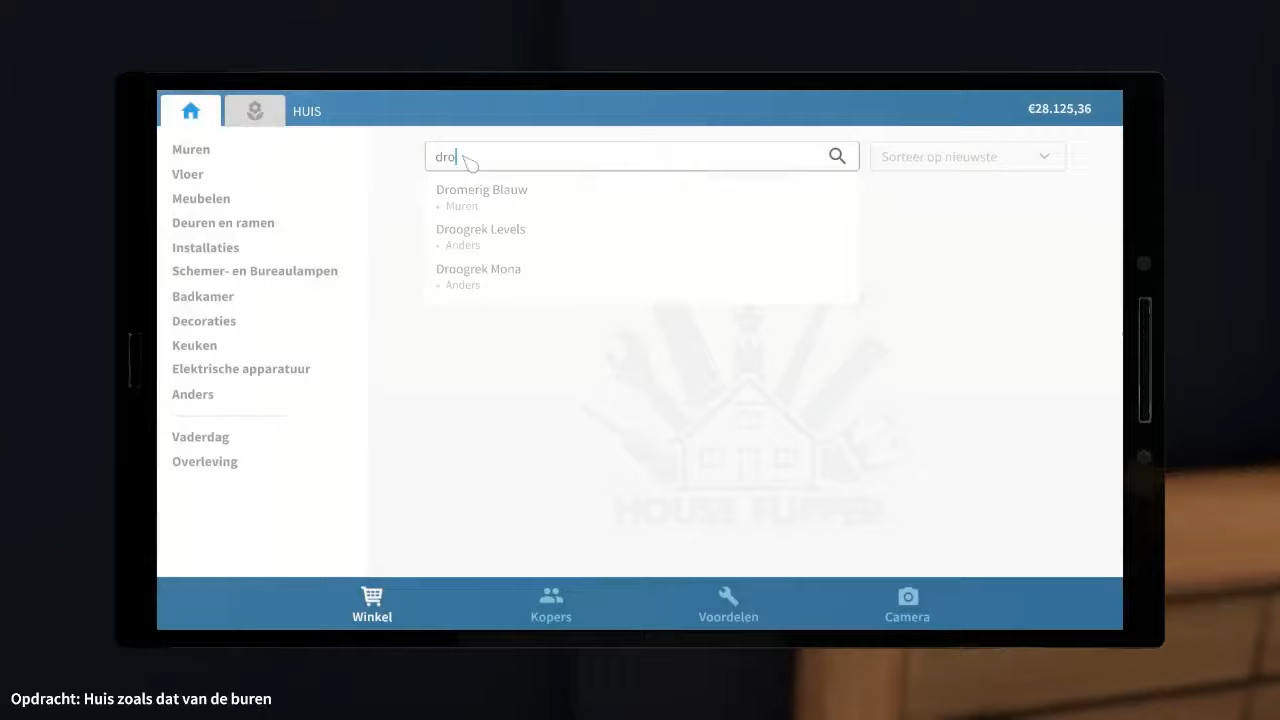 HUIS
€28.125,36
Muren
Vloer
Meubelen
Deuren en ramen
Installaties
Schemer- en Bureaulampen
Badkamer
Decoraties
Keuken
Elektrische apparatuur
Anders
Vaderdag
Overleving
dro
Sorteer op nieuwste
Dromerig Blauw
- Muren
Droogrek Levels
- Anders
Droogrek Mona
- Anders
HOUSE FLIPPER
Winkel
Kopers
Voordelen
Camera
Opdracht: Huis zoals dat van de buren